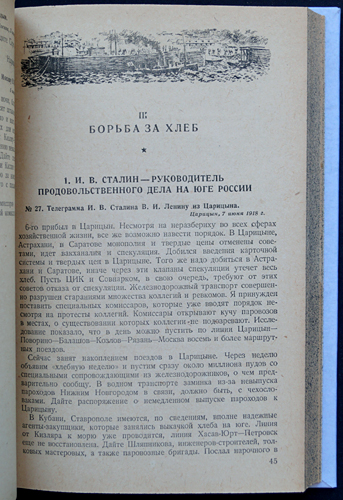 II:
БОРЬБА ЗА ХЛЕБ
1. И. В. СТАЛИН — РУКОВОДИТЕЛЬ
ПРОДОВОЛЬСТВЕННОГО ДЕЛА НА ЮГЕ РОССИИ
№ 27. Телеграмма И. В. Сталина В. И. Ленину из Царицына.
Царицын, 7 июня 1918 г.
6-го прибыл в Царицын. Несмотря на неразбериху во всех сферах
хозяйственной жизни, все же возможно навести порядок. В Царицыне,
Астрахани, в Саратове монополия и твердые цены отменены совете-
тами, идет вакханалия и спекуляция. Добился введения карточной
системы и твердых цен в Царицыне. Того же надо добиться в Астра-
хани и Саратове, иначе через эти клапаны спекуляции утечет весь
хлеб. Пусть ЦИК и Совнарком, в свою очередь, требуют от этих
советов отказа от спекуляции. Железнодорожный транспорт совершен-
но разрушен стараниями множества коллегий и ревкомов. Я принужден
поставить специальных комиссаров, которые уже вводят порядок не-
смотря на протесты коллегий. Комиссары открывают кучу паровозов
в местах, о существовании которых коллегии не подозревают. Иссле-
дование показало, что в день можно пустить по линии Царицын—
Поворино—Балашов—Козлов—Рязань—Москва восемь и более маршрут-
ных поездов.
Сейчас занят накоплением поездов в Царицыне. Через неделю
объявим «хлебную неделю» и пустим сразу около миллиона пудов со
специальными сопровождающими из железнодорожников, о чем пред-
варительно сообщу. В водном транспорте заминка из-за невыпуска
пароходов Нижним Новгородом в связи, должно быть, с чехосло-
ваками. Дайте распоряжение о немедленном выпуске пароходов к
Царицыну.
В Кубани, Ставрополе имеются, по сведениям, вполне надежные
агенты-закупщики, которые занялись выкачкой хлеба на юге. Линия
от Кизляра к морю уже проводится, линия Хасав-Юрт—Петровск
еще не восстановлена. Дайте Шляпникова, инженеров-строителей, тол-
ковых мастеровых, а также паровозные бригады. Послал нарочного в
45